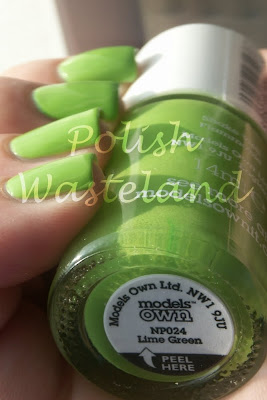 Polish
Wasteland
Models Own Ltd. NW1 9JU
models
own
NP024
Lime Green
PEEL
HERE